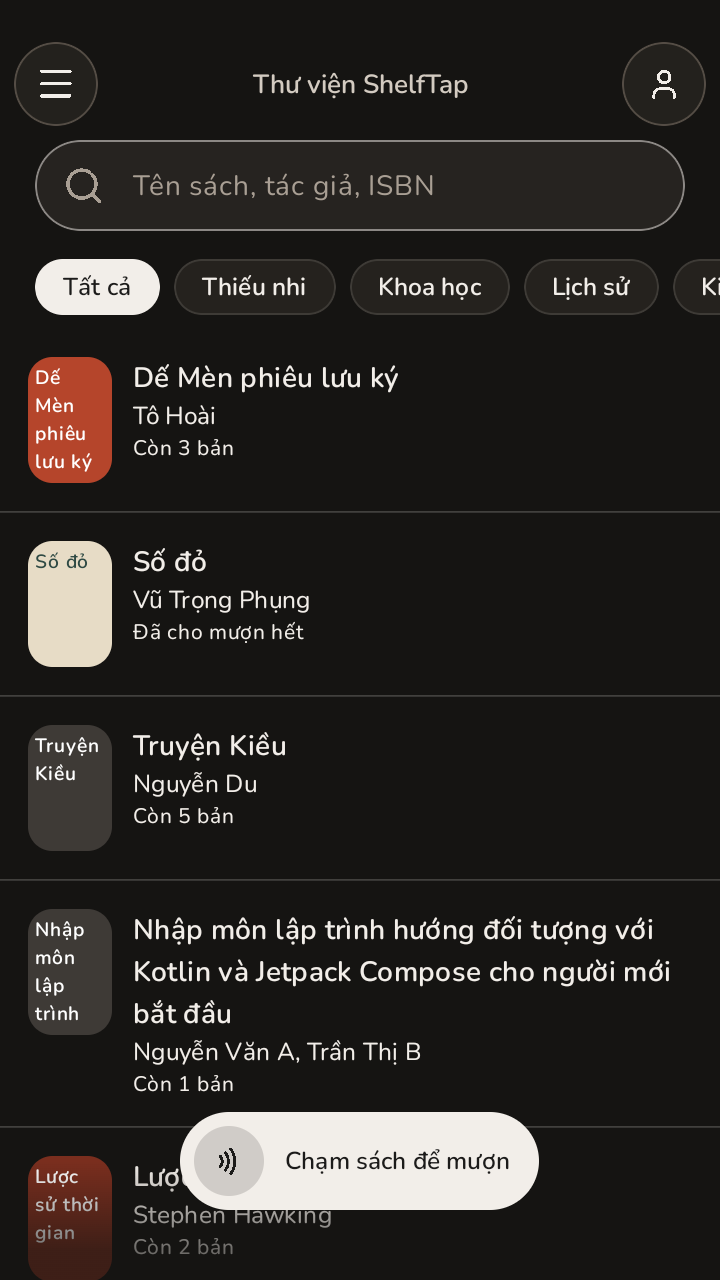 Thư viện ShelfTap
Tên sách, tác giả, ISBN
Tất cả
Thiếu nhi
Khoa học
Lịch sử
Dế
Mèn
phiêu
lưu ký
Dế Mèn phiêu lưu ký
Tô Hoài
Còn 3 bản
Số đỏ
Số đỏ
Vũ Trọng Phụng
Đã cho mượn hết
Truyện
Kiều
Truyện Kiều
Nguyễn Du
Còn 5 bản
Nhập
môn
lập
trình
Nhập môn lập trình hướng đối tượng với
Kotlin và Jetpack Compose cho người mới
bắt đầu
Nguyễn Văn A, Trần Thị B
Còn 1 bản
Lược
sử thời
gian
Stephen Hawking
Còn 2 bản
Chạm sách để mượn